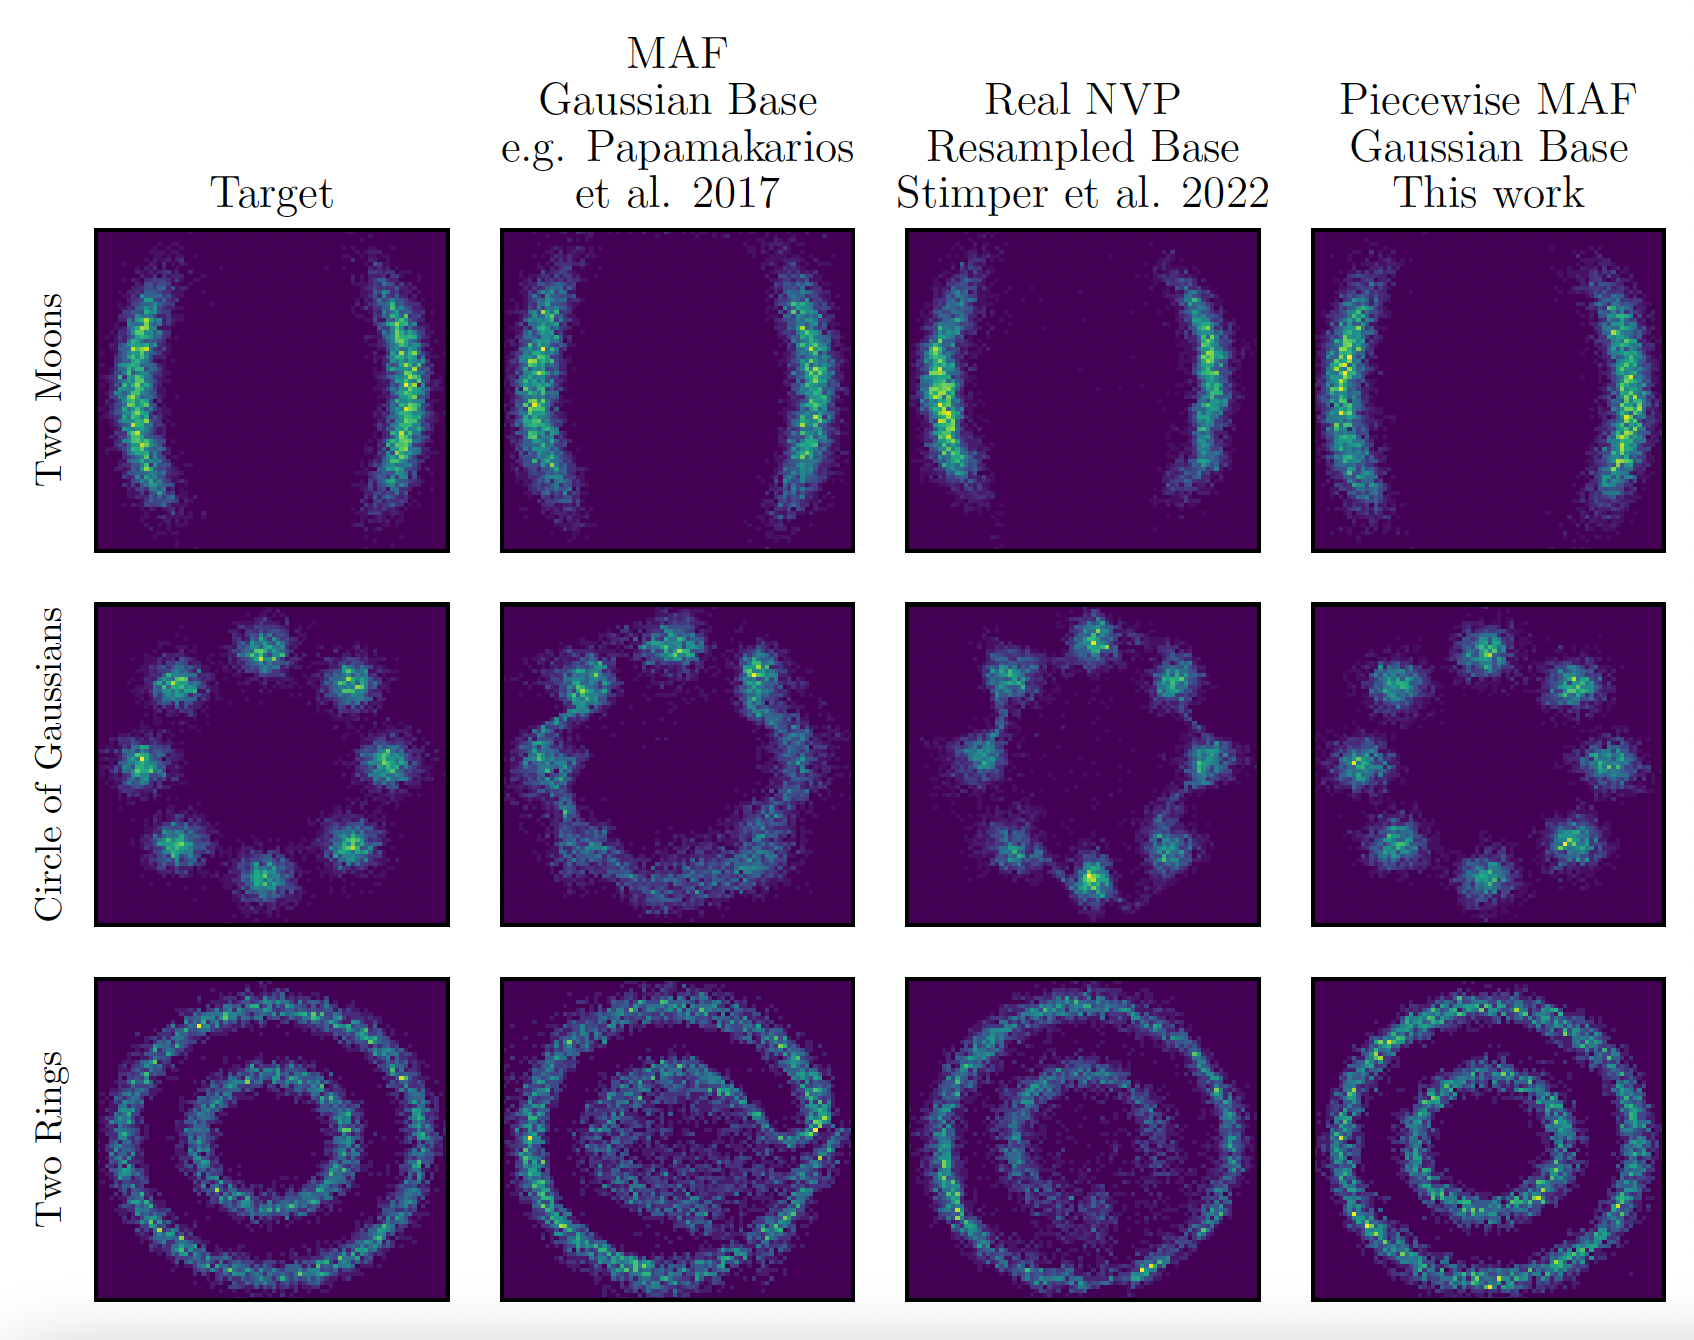 Target
MAF
Gaussian Base
e.g. Papamakarios
et al. 2017
Real NVP
Resampled Base
Stimper et al. 2022
Piecewise MAF
Gaussian Base
This work
Two Moons
Circle of Gaussians
Two Rings